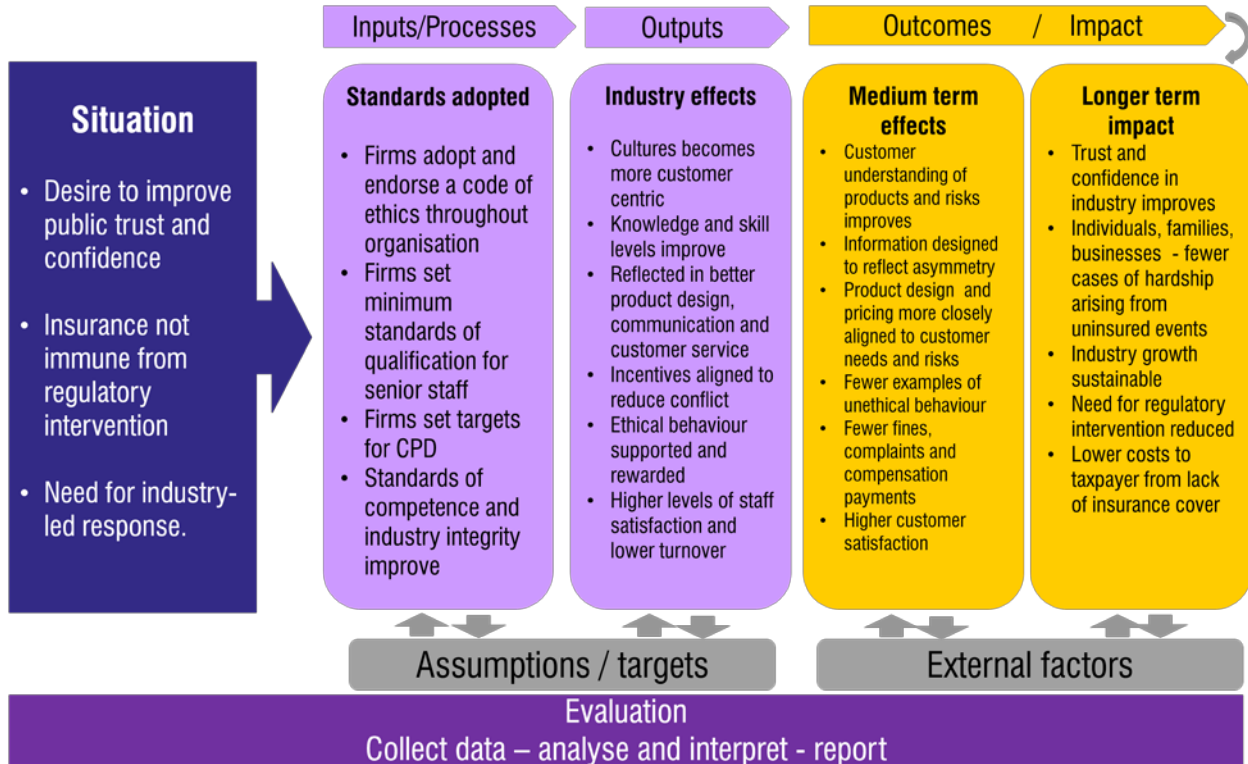 Inputs/Processes
Outputs
Outcomes / Impact
Situation
• Desire to improve
public trust and
confidence
• Insurance not
immune from
regulatory
intervention
• Need for industry-
led response.
Standards adopted
• Firms adopt and
endorse a code of
ethics throughout
organisation
• Firms set
minimum
standards of
qualification for
senior staff
• Firms set targets
for CPD
• Standards of
competence and
industry integrity
improve
Industry effects
• Cultures becomes
more customer
centric
• Knowledge and skill
levels improve
• Reflected in better
product design,
communication and
customer service
• Incentives aligned to
reduce conflict
• Ethical behaviour
supported and
rewarded
• Higher levels of staff
satisfaction and
lower turnover
Medium term
effects
• Customer
understanding of
products and risks
improves
• Information designed
to reflect asymmetry
• Product design and
pricing more closely
aligned to customer
needs and risks
• Fewer examples of
unethical behaviour
• Fewer fines,
complaints and
compensation
payments
• Higher customer
satisfaction
Longer term
impact
• Trust and
confidence in
industry improves
• Individuals, families,
businesses - fewer
cases of hardship
arising from
uninsured events
• Industry growth
sustainable
• Need for regulatory
intervention reduced
• Lower costs to
taxpayer from lack
of insurance cover
Assumptions / targets
External factors
Evaluation
Collect data – analyse and interpret - report